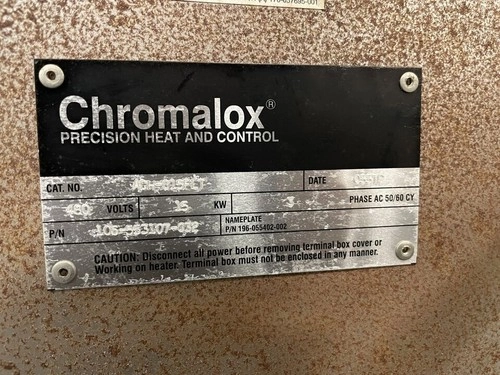 Chromalox®
PRECISION HEAT AND CONTROL
CAT. NO. DATE
480 VOLTS 15 KW 3 PHASE AC 50/60 CY
P/N NAMEPLATE
P/N 196-055402-002
CAUTION: Disconnect all power before removing terminal box cover or
Working on heater. Terminal box must not be enclosed in any manner.